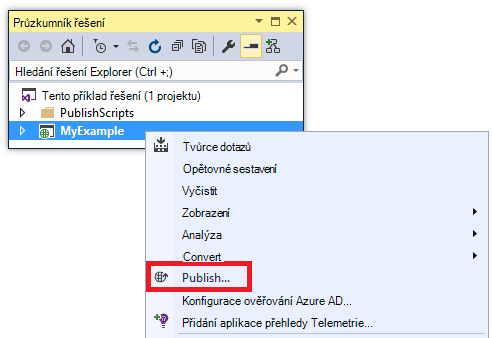 Průzkumník řešení
Hledání řešení Explorer (Ctrl +;)
Tento příklad řešení (1 projektu)
PublishScripts
MyExample
Tvůrce dotazů
Opětovné sestavení
Vyčistit
Zobrazení
Analýza
Convert
Publish...
Konfigurace ověřování Azure AD...
Přidání aplikace přehledy Telemetrie...